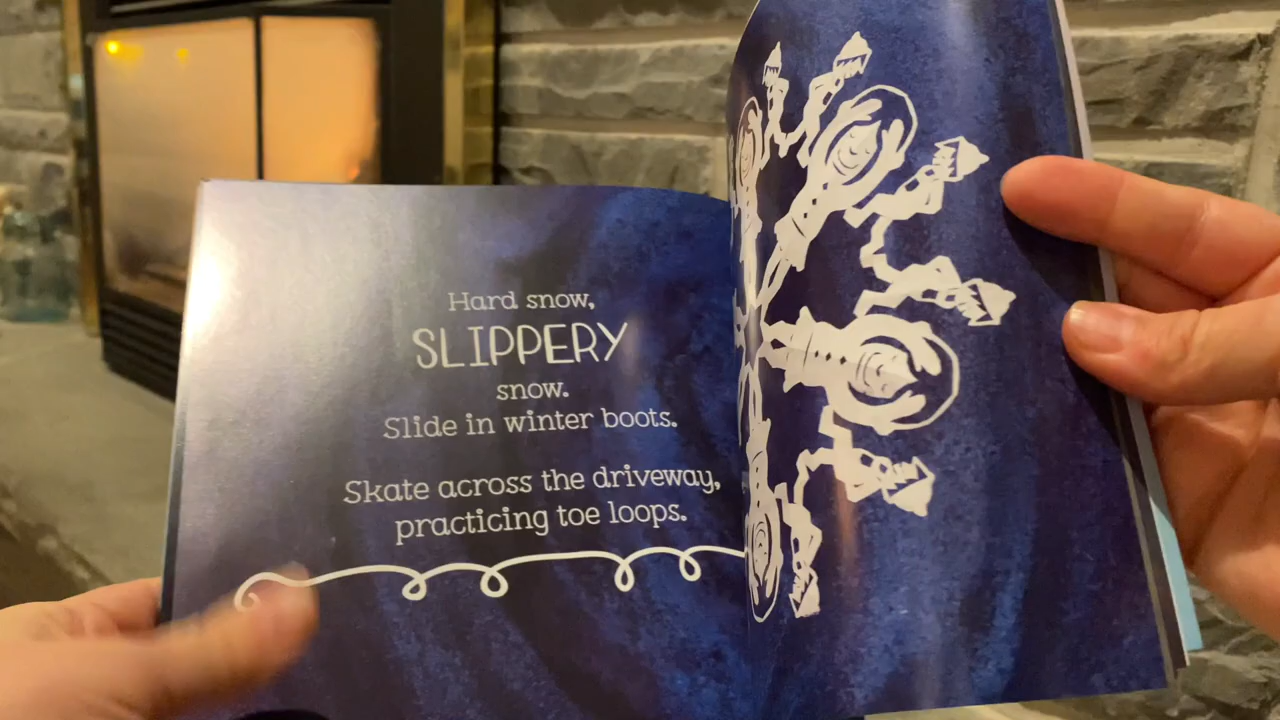 Hard snow,
SLIPPERY
snow.
Slide in winter boots.
Skate across the driveway,
practicing toe loops.